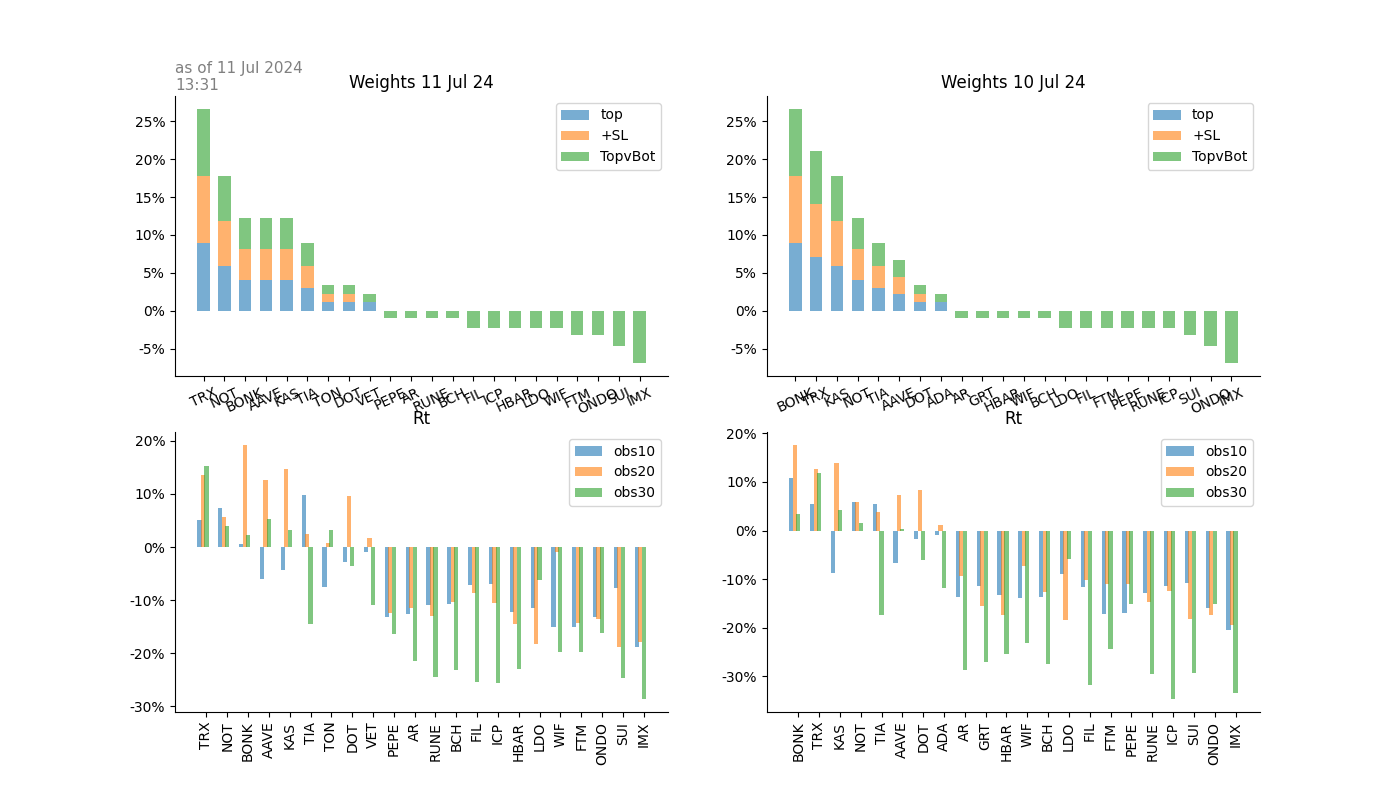 as of 11 Jul 2024
13:31
Weights 11 Jul 24
25%
20%
15%
10%
5%
0%
-5%
top
+SL
TopvBot
TRX NOT BONK AAVE KAS TIA TON DOT VET PEPE AR RUNE BCH FIL ICP HBAR LDO WIF FTM ONDO SUI IMX
Weights 10 Jul 24
25%
20%
15%
10%
5%
0%
-5%
top
+SL
TopvBot
BONK TRX KAS NOT TIA AAVE DOT ADA AR GRT HBAR WIF BCH LDO FIL FTM PEPE RUNE ICP SUI ONDO IMX
Rt
20%
10%
0%
-10%
-20%
-30%
obs10
obs20
obs30
TRX NOT BONK AAVE KAS TIA TON DOT VET PEPE AR RUNE BCH FIL ICP HBAR LDO WIF FTM ONDO SUI IMX
Rt
20%
10%
0%
-10%
-20%
-30%
obs10
obs20
obs30
BONK TRX KAS NOT TIA AAVE DOT ADA AR GRT HBAR WIF BCH LDO FIL FTM PEPE RUNE ICP SUI ONDO IMX